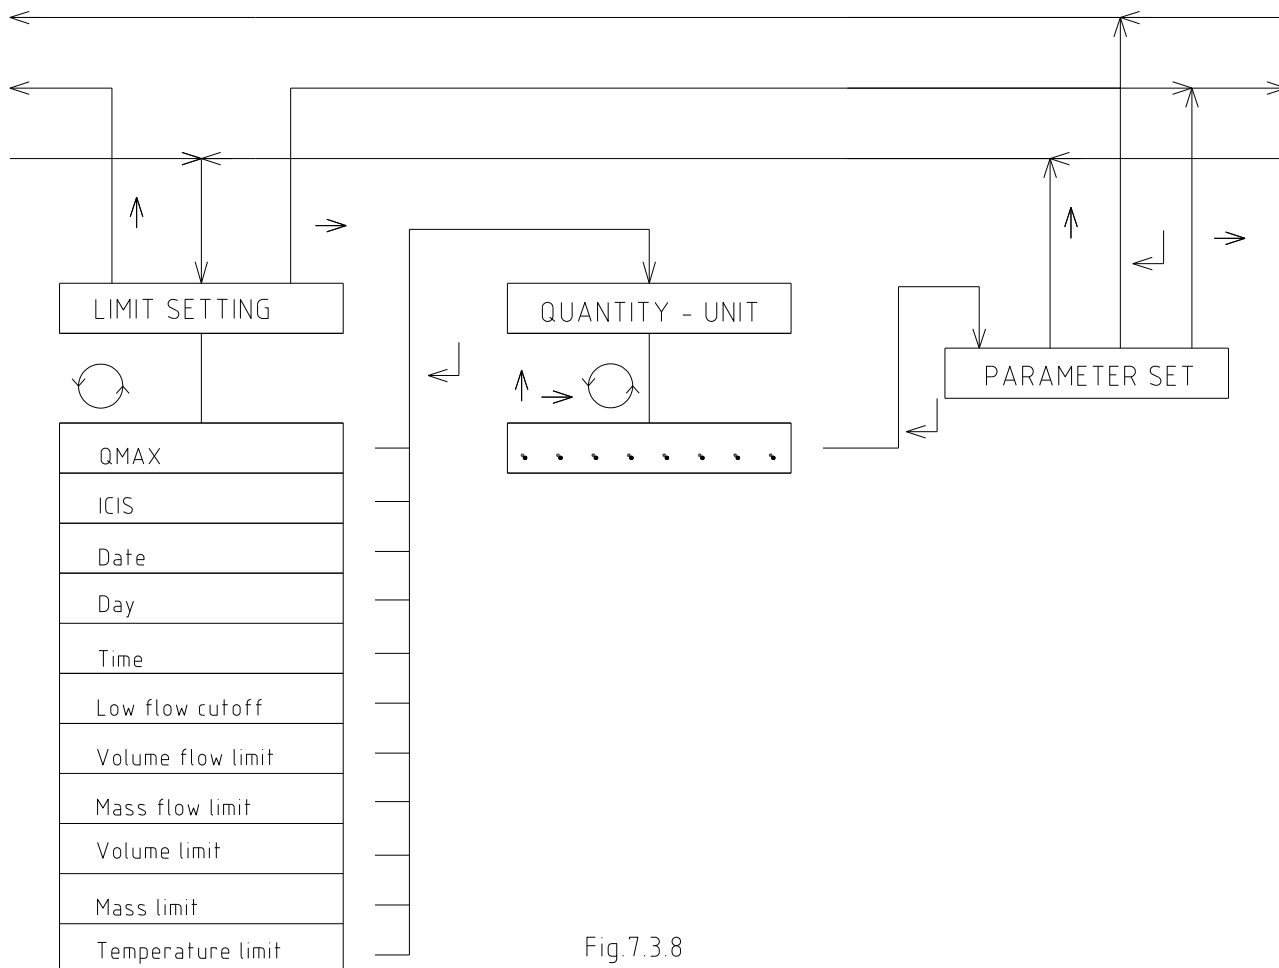 LIMIT SETTING
QUANTITY - UNIT
PARAMETER SET
QMAX
ICIS
Date
Day
Time
Low flow cutoff
Volume flow limit
Mass flow limit
Volume limit
Mass limit
Temperature limit
Fig.7.3.8